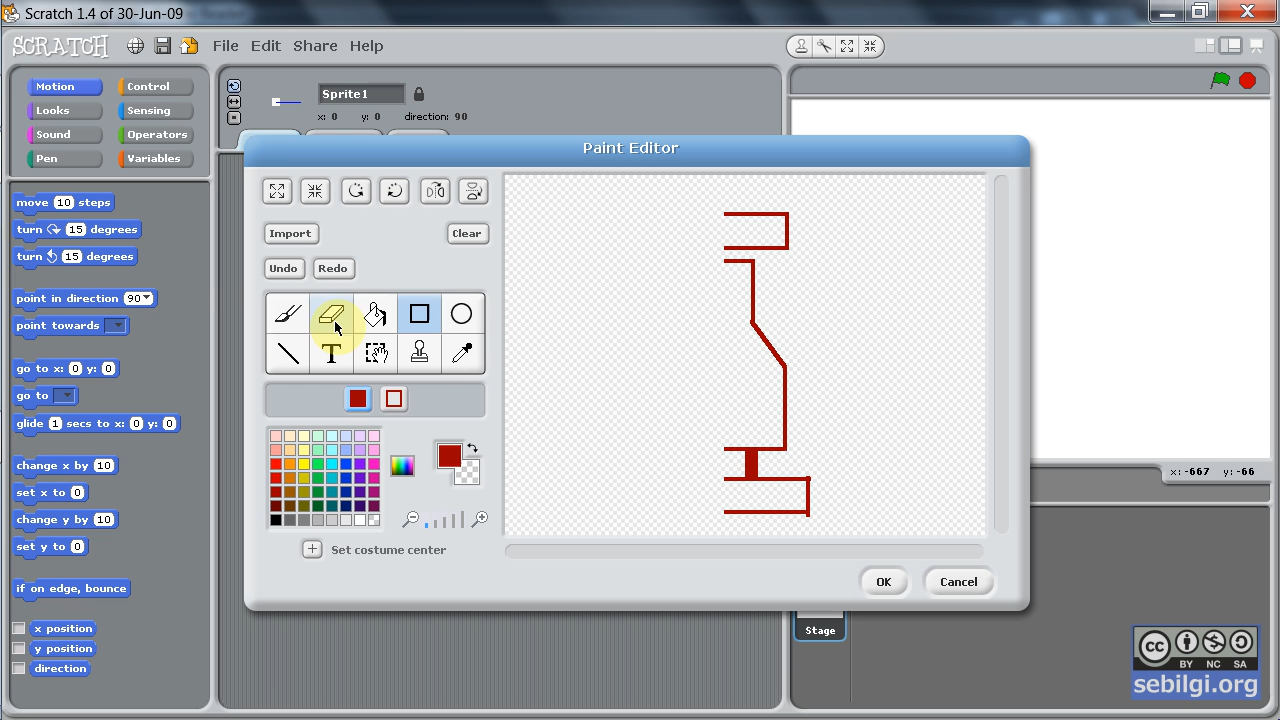 Scratch 1.4 of 30-Jun-09
SCRATCH File Edit Share Help
Motion Control
Looks Sensing
Sound Operators
Pen Variables
Sprite1
x: 0 y: 0 direction: 90
Paint Editor
move 10 steps
turn 15 degrees
turn 15 degrees
point in direction 90
point towards
go to x: 0 y: 0
go to
glide 1 secs to x: 0 y: 0
change x by 10
set x to 0
change y by 10
set y to 0
if on edge, bounce
x position
y position
direction
Import Clear
Undo Redo
T
Set costume center
OK Cancel
x: -667 y: -66
Stage
cc BY NC SA
sebilgi.org